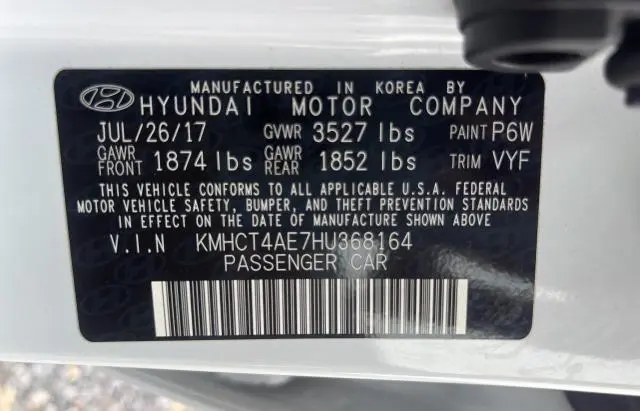 MANUFACTURED IN KOREA BY
HYUNDAI MOTOR COMPANY
JUL/26/17 GVWR 3527 lbs PAINT P6W
GAWR FRONT 1874 lbs GAWR REAR 1852 lbs TRIM VYF
THIS VEHICLE CONFORMS TO ALL APPLICABLE U.S.A. FEDERAL
MOTOR VEHICLE SAFETY, BUMPER, AND THEFT PREVENTION STANDARDS
IN EFFECT ON THE DATE OF MANUFACTURE SHOWN ABOVE
V.I.N KMHCT4AE7HU368164
PASSENGER CAR